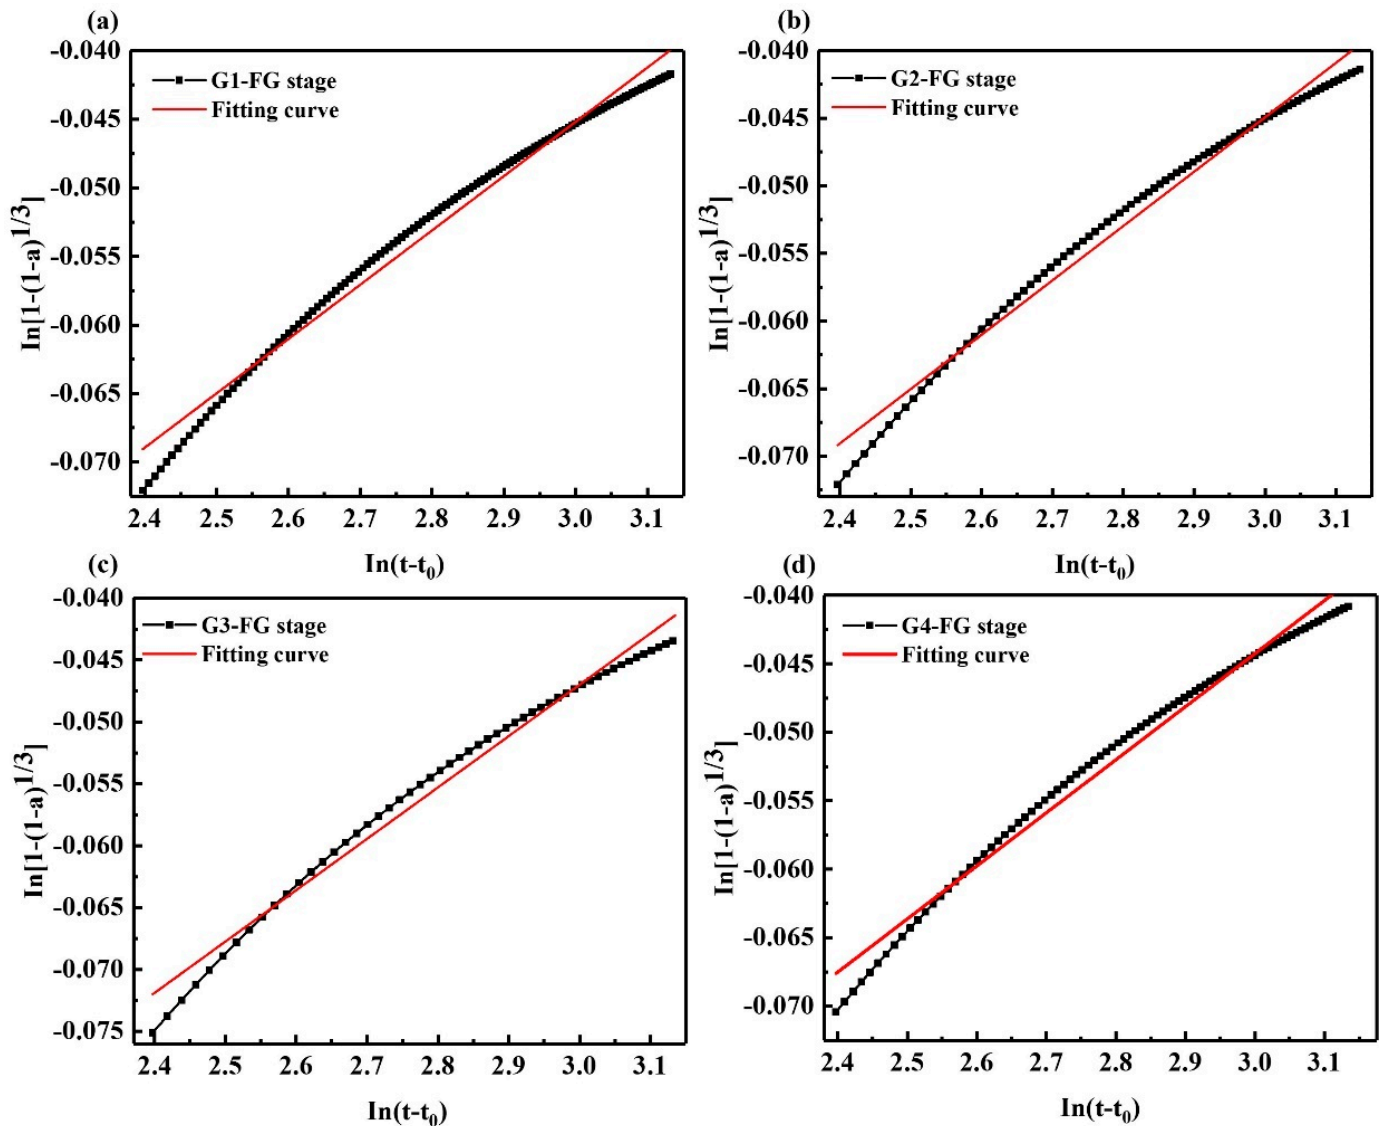 (a)
-0.040
-0.045
-0.050
-0.055
-0.060
-0.065
-0.070
In[1-(1-a)1/3]
G1-FG stage
Fitting curve
2.4 2.5 2.6 2.7 2.8 2.9 3.0 3.1
In(t-t0)
(b)
-0.040
-0.045
-0.050
-0.055
-0.060
-0.065
-0.070
In[1-(1-a)1/3]
G2-FG stage
Fitting curve
2.4 2.5 2.6 2.7 2.8 2.9 3.0 3.1
In(t-t0)
(c)
-0.040
-0.045
-0.050
-0.055
-0.060
-0.065
-0.070
-0.075
In[1-(1-a)1/3]
G3-FG stage
Fitting curve
2.4 2.5 2.6 2.7 2.8 2.9 3.0 3.1
In(t-t0)
(d)
-0.040
-0.045
-0.050
-0.055
-0.060
-0.065
-0.070
In[1-(1-a)1/3]
G4-FG stage
Fitting curve
2.4 2.5 2.6 2.7 2.8 2.9 3.0 3.1
In(t-t0)